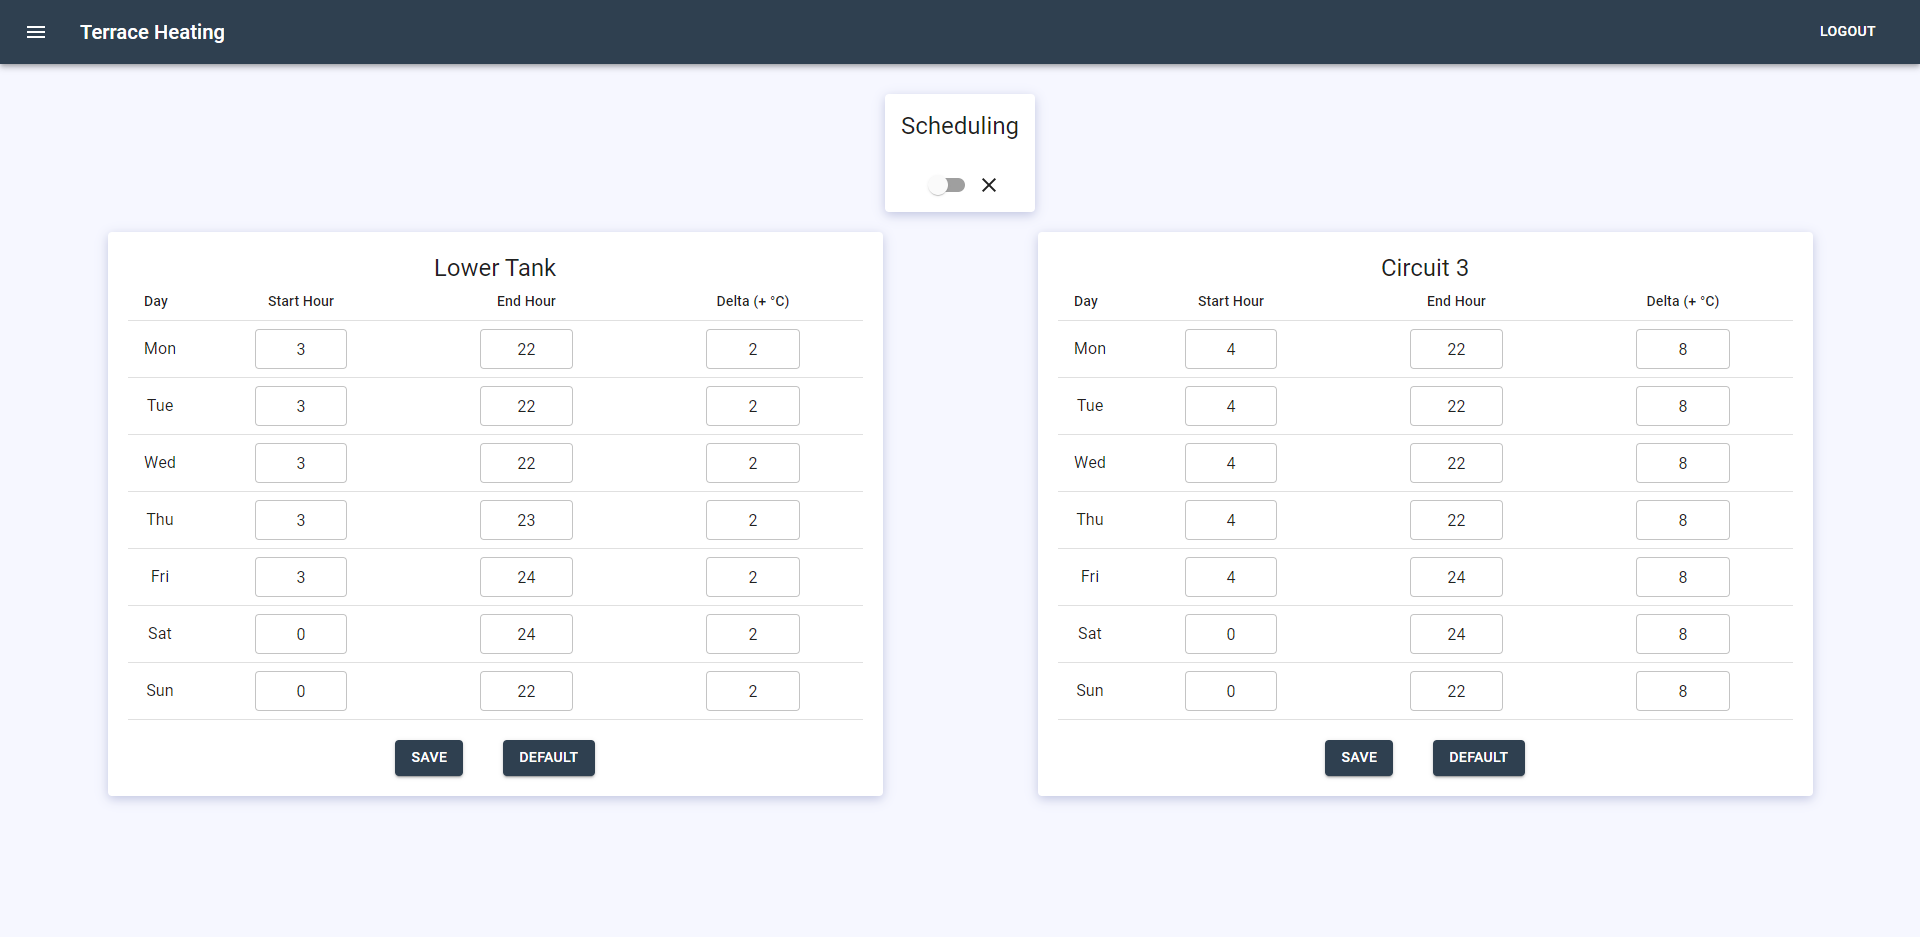 Terrace Heating
LOGOUT
Scheduling
Lower Tank
Day Start Hour End Hour Delta (+ °C)
Mon 3 22 2
Tue 3 22 2
Wed 3 22 2
Thu 3 23 2
Fri 3 24 2
Sat 0 24 2
Sun 0 22 2
SAVE DEFAULT
Circuit 3
Day Start Hour End Hour Delta (+ °C)
Mon 4 22 8
Tue 4 22 8
Wed 4 22 8
Thu 4 22 8
Fri 4 24 8
Sat 0 24 8
Sun 0 22 8
SAVE DEFAULT